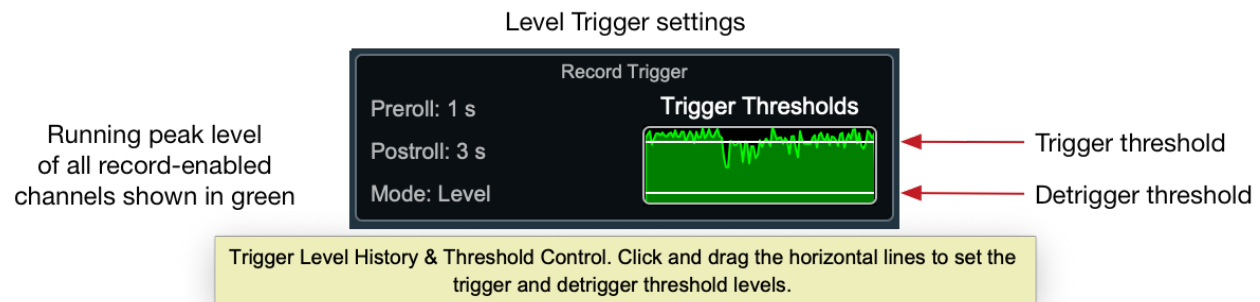 Level Trigger settings
Record Trigger
Preroll: 1 s
Trigger Thresholds
Running peak level
of all record-enabled
channels shown in green
Postroll: 3 s
Mode: Level
Trigger threshold
Detrigger threshold
Trigger Level History & Threshold Control. Click and drag the horizontal lines to set the
trigger and detrigger threshold levels.